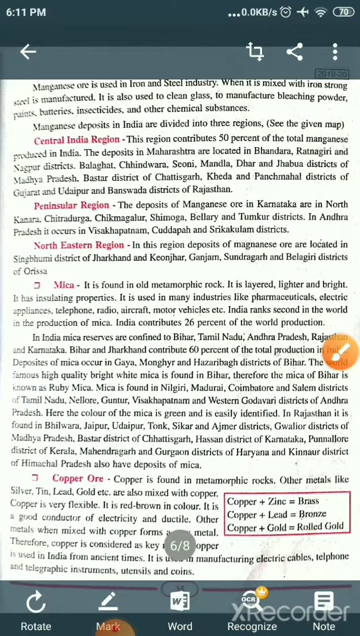 6:11 PM
...0.0KB/s
70
2019-20
Manganese ore is used in Iron and Steel industry. When it is mixed with iron strong
steel is manufactured. It is also used to clean glass, to manufacture bleaching powder,
paints, batteries, insecticides, and other chemical substances.
Manganese deposits in India are divided into three regions, (See the given map)
Central India Region - This region contributes 50 percent of the total manganese
produced in India. The deposits in Maharashtra are located in Bhandara, Ratnagiri and
Nagpur districts. Balaghat, Chhindwara, Seoni, Mandla, Dhar and Jhabua districts of
Madhya Pradesh, Bastar district of Chattisgarh, Kheda and Panchmahal districts of
Gujarat and Udaipur and Banswada districts of Rajasthan.
Peninsular Region - The deposits of Manganese ore in Karnataka are in North
Kanara, Chitradurga, Chikmagalur, Shimoga, Bellary and Tumkur districts. In Andhra
Pradesh it occurs in Visakhapatnam, Cuddapah and Srikakulam districts.
North Eastern Region - In this region deposits of magnanese ore are located in
Singbhumi district of Jharkhand and Keonjhar, Ganjam, Sundragarh and Belagiri districts
of Orissa
Mica - It is found in old metamorphic rock. It is layered, lighter and bright.
It has insulating properties. It is used in many industries like pharmaceuticals, electric
appliances, telephone, radio, aircraft, motor vehicles etc. India ranks second in the world
in the production of mica. India contributes 26 percent of the world production.
In India mica reserves are confined to Bihar, Tamil Nadu, Andhra Pradesh, Rajasthan
and Karnataka. Bihar and Jharkhand contribute 60 percent of the total production in
Deposites of mica occur in Gaya, Monghyr and Hazaribagh districts of Bihar. The
famous high quality bright white mica is found in Bihar, therefore the mica of Bihar is
known as Ruby Mica. Mica is found in Nilgiri, Madurai, Coimbatore and Salem districts
of Tamil Nadu, Nellore, Guntur, Visakhapatnam and Western Godavari districts of Andhra
Pradesh. Here the colour of the mica is green and is easily identified. In Rajasthan it is
found in Bhilwara, Jaipur, Udaipur, Tonk, Sikar and Ajmer districts, Gwalior districts
of Madhya Pradesh, Bastar district of Chhattisgarh, Hassan district of Karnataka, Punnallore
district of Kerala, Mahendragarh and Gurgaon districts of Haryana and Kinnaur district
of Himachal Pradesh also have deposits of mica.
Copper Ore - Copper is found in metamorphic rocks. Other metals like
Silver, Tin, Lead, Gold etc. are also mixed with copper.
Copper is very flexible. It is red-brown in colour. It is
a good conductor of electricity and ductile. Other
metals when mixed with copper forms a metal.
Therefore, copper is considered as key copper
is used in India from ancient times. It is used in manufacturing electric cables, telphone
and telegraphic instruments, utensils and coins.
Copper + Zinc = Brass
Copper + Lead = Bronze
Copper + Gold = Rolled Gold
6/8
W
OCR
XRecorder
Rotate
Mark
Word
Recognize
Note